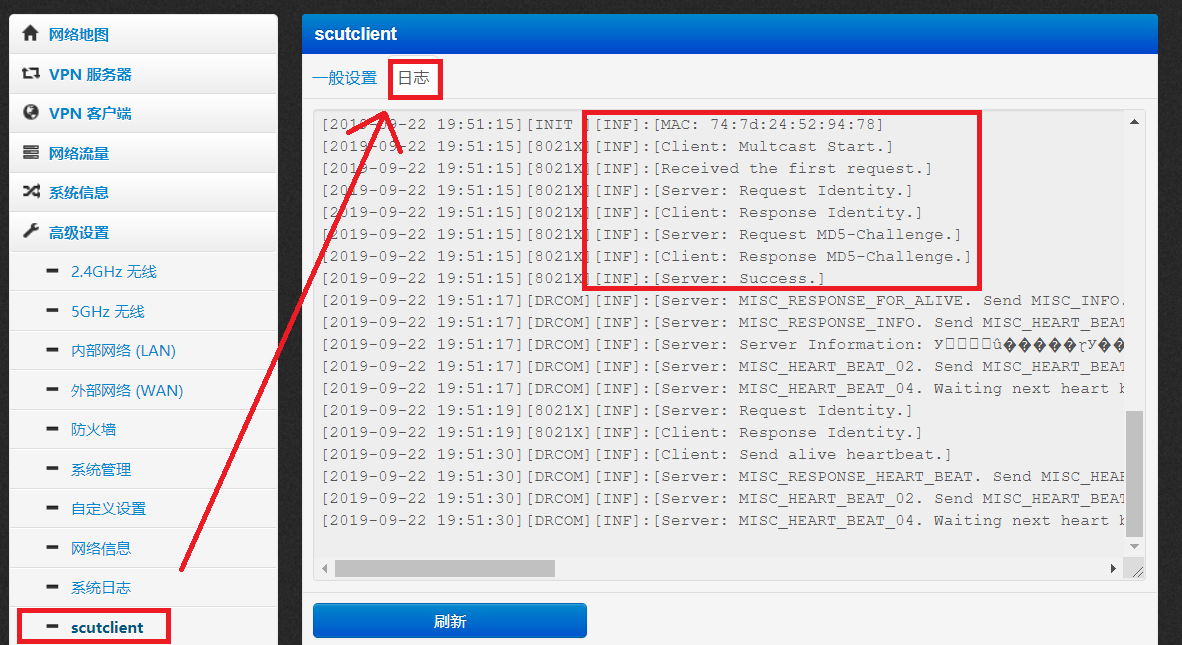 网络地图
VPN 服务器
VPN 客户端
网络流量
系统信息
高级设置
2.4GHz 无线
5GHz 无线
内部网络 (LAN)
外部网络 (WAN)
防火墙
系统管理
自定义设置
网络信息
系统日志
scutclient
scutclient
一般设置 日志
[2019-09-22 19:51:15][INIT ][INF]:[MAC: 74:7d:24:52:94:78]
[2019-09-22 19:51:15][8021X][INF]:[Client: Multcast Start.]
[2019-09-22 19:51:15][8021X][INF]:[Received the first request.]
[2019-09-22 19:51:15][8021X][INF]:[Server: Request Identity.]
[2019-09-22 19:51:15][8021X][INF]:[Client: Response Identity.]
[2019-09-22 19:51:15][8021X][INF]:[Server: Request MD5-Challenge.]
[2019-09-22 19:51:15][8021X][INF]:[Client: Response MD5-Challenge.]
[2019-09-22 19:51:15][8021X][INF]:[Server: Success.]
[2019-09-22 19:51:17][DRCOM][INF]:[Server: MISC_RESPONSE_FOR_ALIVE. Send MISC_INFO.
[2019-09-22 19:51:17][DRCOM][INF]:[Server: MISC_RESPONSE_INFO. Send MISC_HEART_BEAT
[2019-09-22 19:51:17][DRCOM][INF]:[Server: Server Information:
[2019-09-22 19:51:17][DRCOM][INF]:[Server: MISC_HEART_BEAT_02. Send MISC_HEART_BEAT
[2019-09-22 19:51:17][DRCOM][INF]:[Server: MISC_HEART_BEAT_04. Waiting next heart b
[2019-09-22 19:51:19][8021X][INF]:[Server: Request Identity.]
[2019-09-22 19:51:19][8021X][INF]:[Client: Response Identity.]
[2019-09-22 19:51:30][DRCOM][INF]:[Client: Send alive heartbeat.]
[2019-09-22 19:51:30][DRCOM][INF]:[Server: MISC_RESPONSE_HEART_BEAT. Send MISC_HEAR
[2019-09-22 19:51:30][DRCOM][INF]:[Server: MISC_HEART_BEAT_02. Send MISC_HEART_BEAT
[2019-09-22 19:51:30][DRCOM][INF]:[Server: MISC_HEART_BEAT_04. Waiting next heart b
刷新